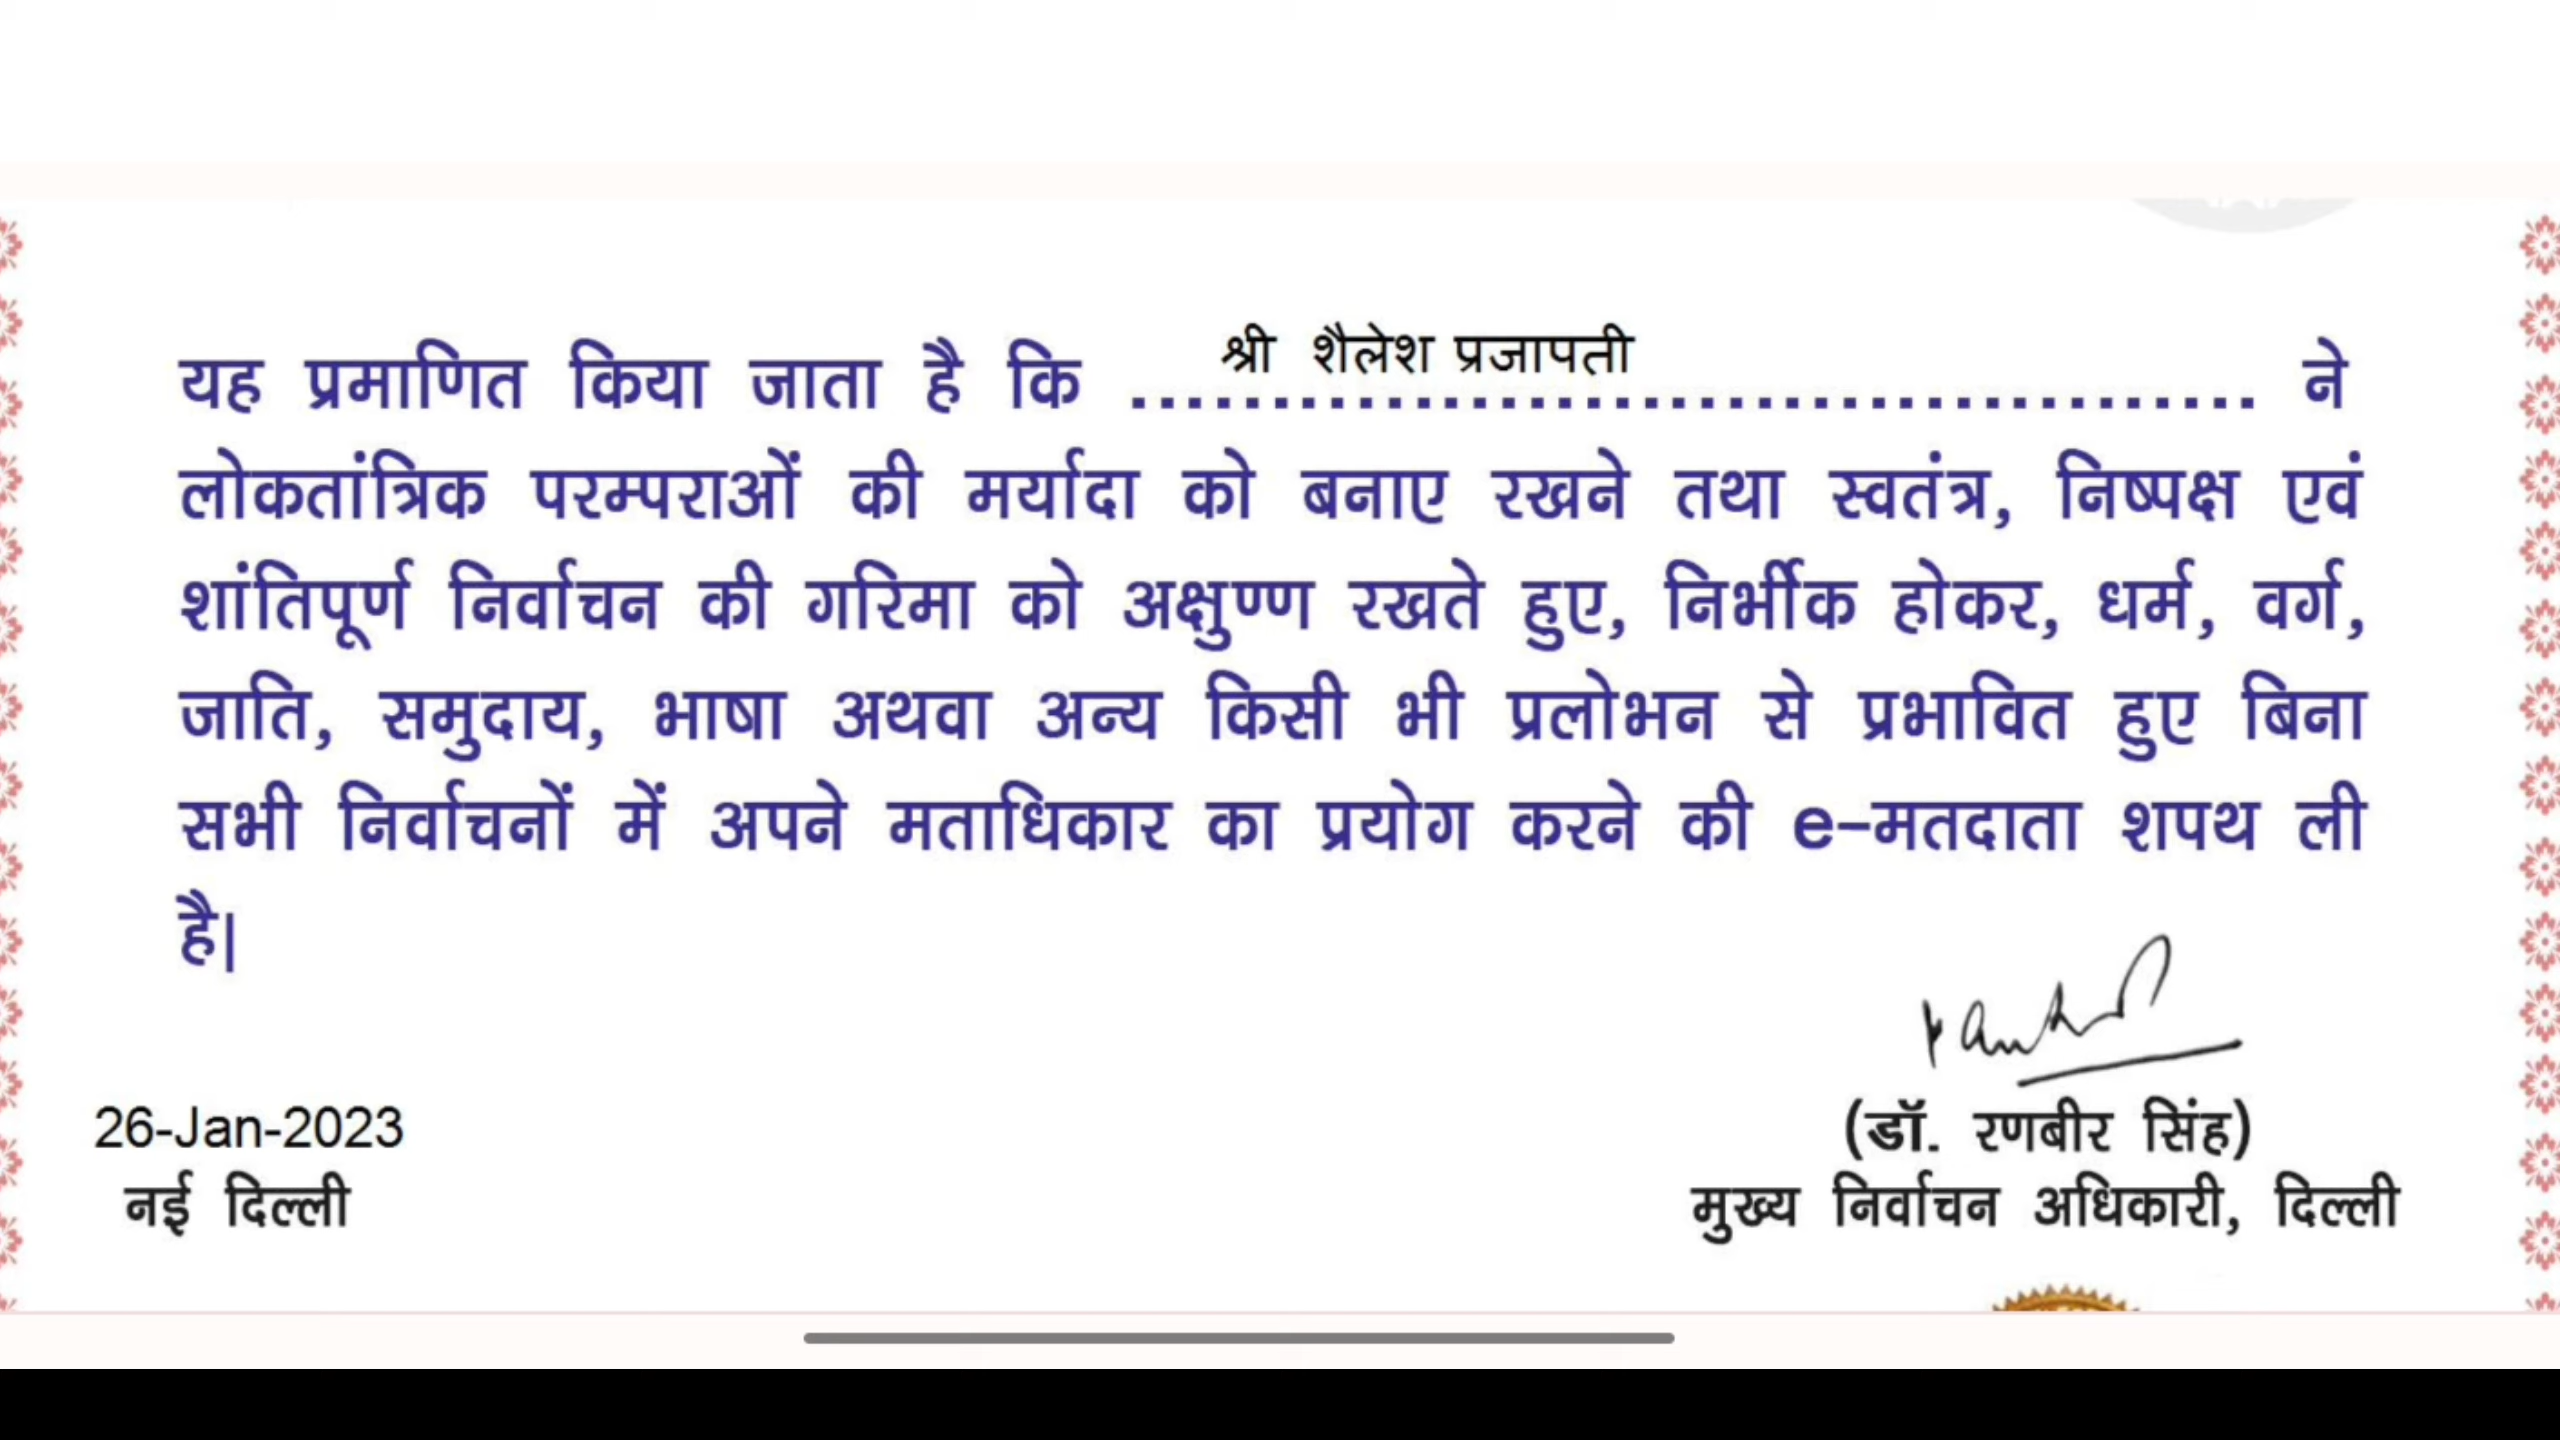 यह प्रमाणित किया जाता है कि श्री शैलेश प्रजापती ........................................ ने
लोकतांत्रिक परम्पराओं की मर्यादा को बनाए रखने तथा स्वतंत्र, निष्पक्ष एवं
शांतिपूर्ण निर्वाचन की गरिमा को अक्षुण्ण रखते हुए, निर्भीक होकर, धर्म, वर्ग,
जाति, समुदाय, भाषा अथवा अन्य किसी भी प्रलोभन से प्रभावित हुए बिना
सभी निर्वाचनों में अपने मताधिकार का प्रयोग करने की e–मतदाता शपथ ली
है|
26-Jan-2023
नई दिल्ली
(डॉ. रणबीर सिंह)
मुख्य निर्वाचन अधिकारी, दिल्ली